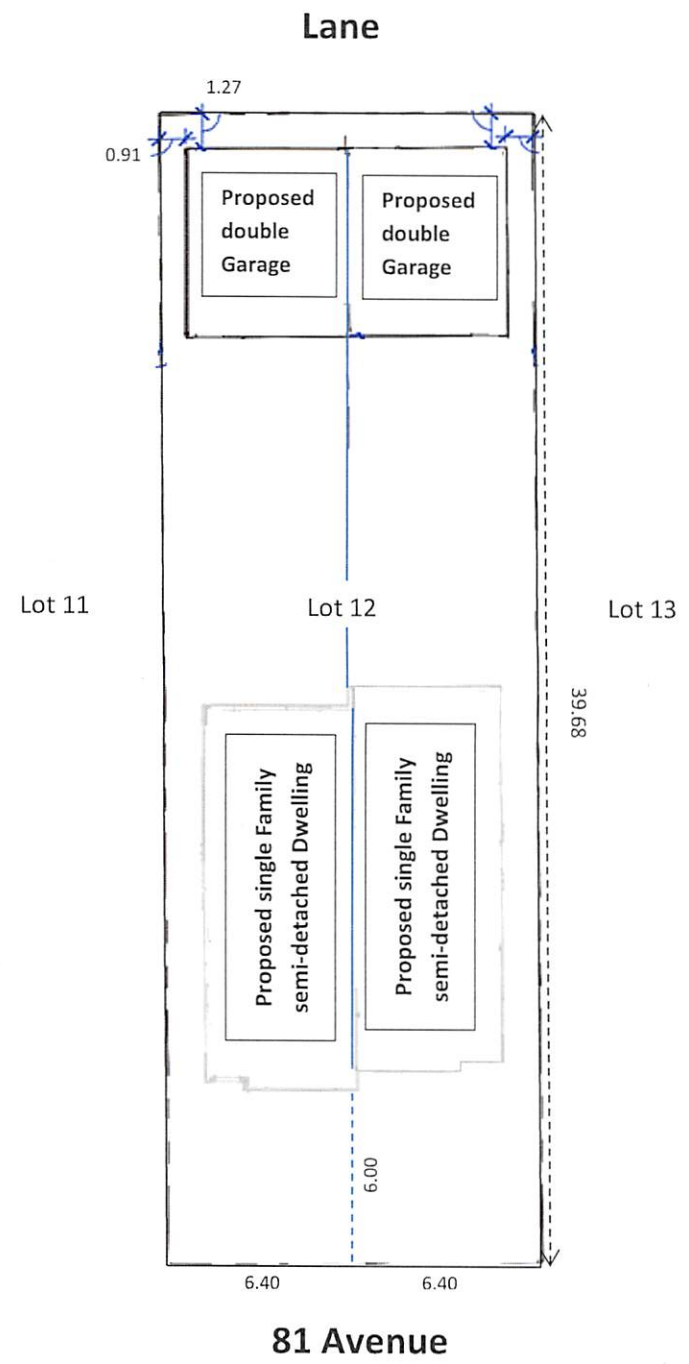 Lane
1.27
0.91
Proposed
double
Garage
Proposed
double
Garage
Lot 11
Lot 12
Lot 13
39.68
Proposed single Family
semi-detached Dwelling
Proposed single Family
semi-detached Dwelling
6.00
6.40
6.40
81 Avenue